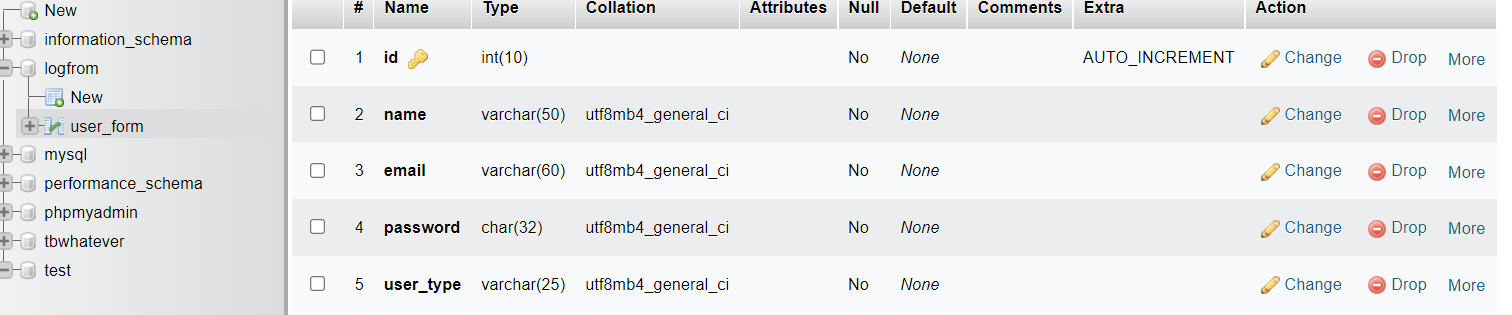 New
information_schema
logfrom
New
user_form
mysql
performance_schema
phpmyadmin
tbwhatever
test
# Name Type Collation Attributes Null Default Comments Extra Action
1 id int(10) No None AUTO_INCREMENT Change Drop More
2 name varchar(50) utf8mb4_general_ci No None Change Drop More
3 email varchar(60) utf8mb4_general_ci No None Change Drop More
4 password char(32) utf8mb4_general_ci No None Change Drop More
5 user_type varchar(25) utf8mb4_general_ci No None Change Drop More